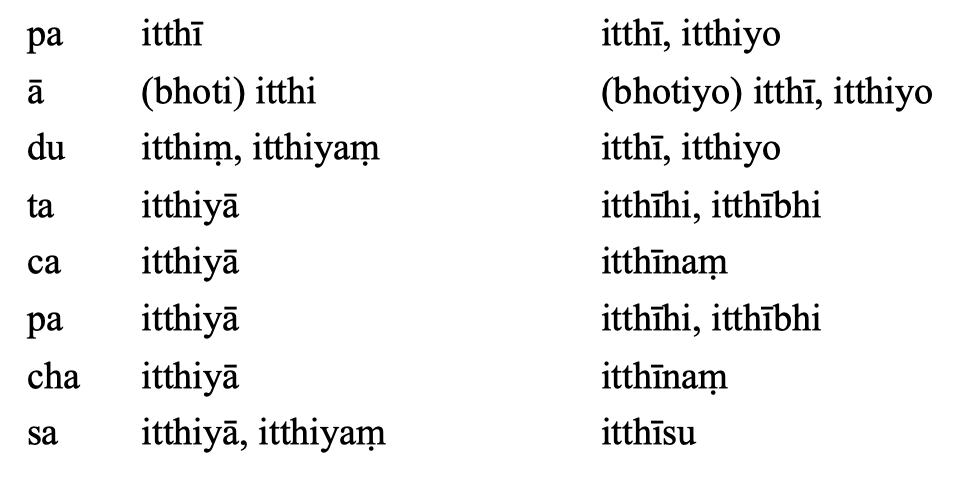 pa itthī itthī, itthiyo
ā (bhoti) itthi (bhotiyo) itthī, itthiyo
du itthiṃ, itthiyaṃ itthī, itthiyo
ta itthiyā itthīhi, itthībhi
ca itthiyā itthīnaṃ
pa itthiyā itthīhi, itthībhi
cha itthiyā itthīnaṃ
sa itthiyā, itthiyaṃ itthīsu